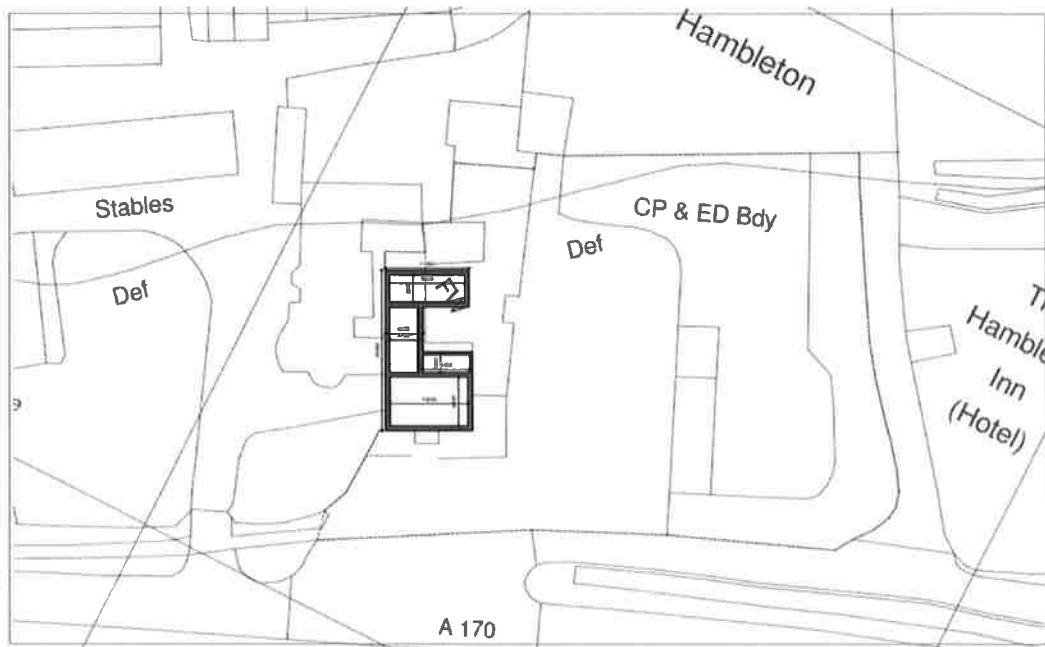 Hambleton
Stables
CP & ED Bdy
Def
Def
Hamble
Inn
(Hotel)
A 170